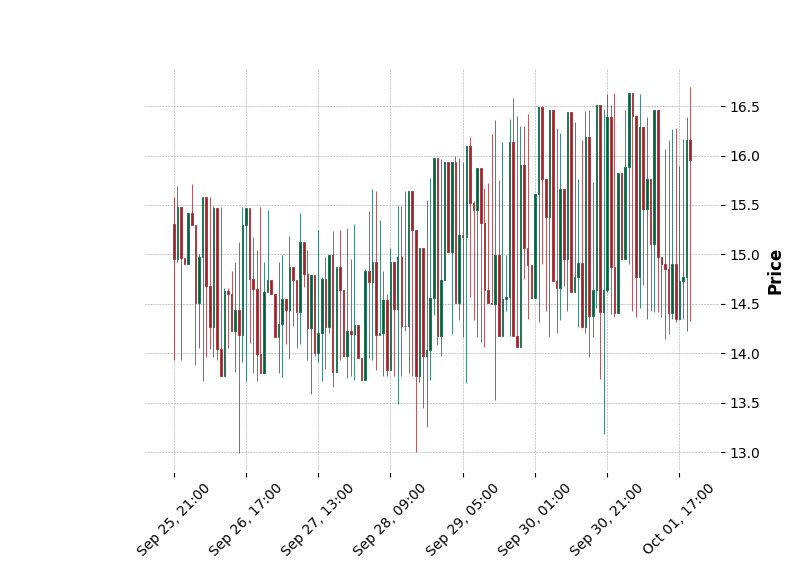 16.5
16.0
15.5
15.0
14.5
14.0
13.5
13.0
Price
Sep 25, 21:00
Sep 26, 17:00
Sep 27, 13:00
Sep 28, 09:00
Sep 29, 05:00
Sep 30, 01:00
Sep 30, 21:00
Oct 01, 17:00